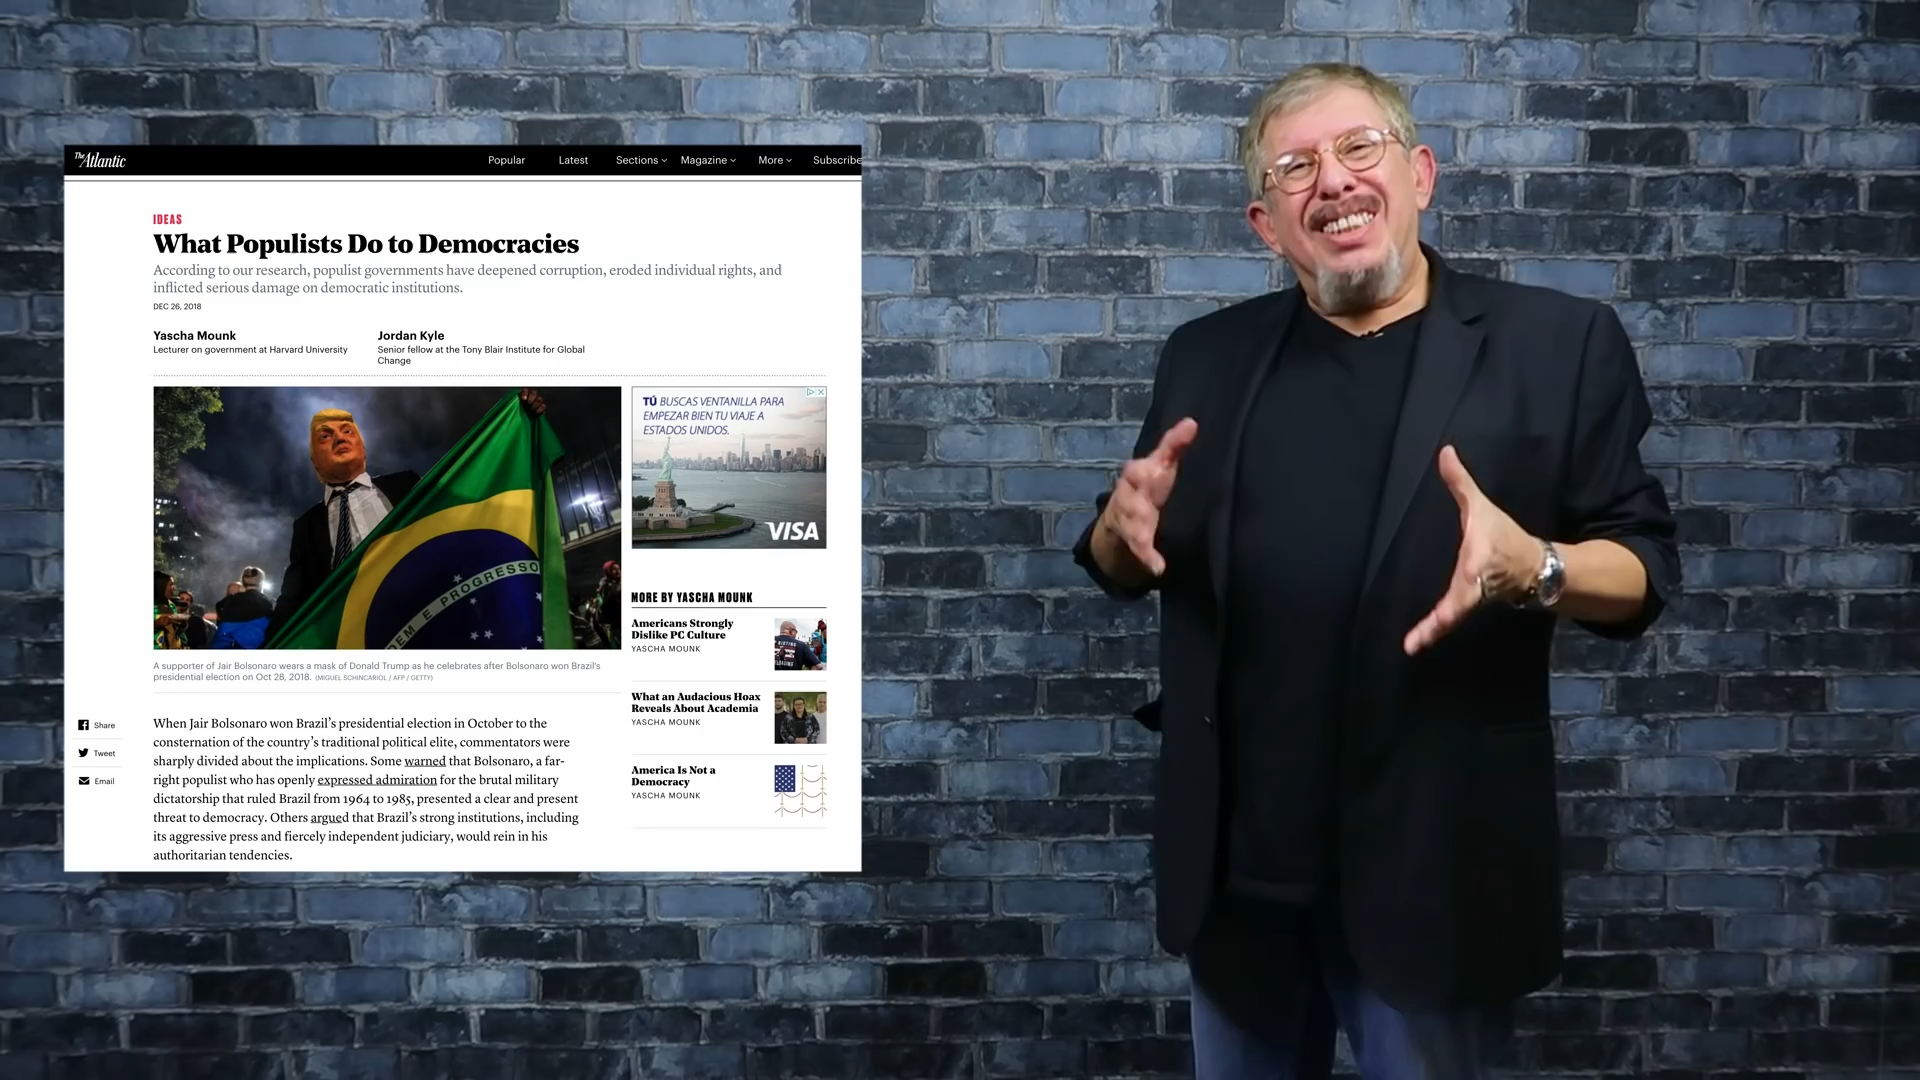 The Atlantic
Popular Latest Sections Magazine More Subscribe
IDEAS
What Populists Do to Democracies
According to our research, populist governments have deepened corruption, eroded individual rights, and
inflicted serious damage on democratic institutions.
DEC 26, 2018
Yascha Mounk
Lecturer on government at Harvard University
Jordan Kyle
Senior fellow at the Tony Blair Institute for Global
Change
DEM E PROGRESSO
A supporter of Jair Bolsonaro wears a mask of Donald Trump as he celebrates after Bolsonaro won Brazil's
presidential election on Oct 28, 2018. (MIGUEL SCHINCARIOL / AFP / GETTY)
Share
Tweet
Email
When Jair Bolsonaro won Brazil's presidential election in October to the
consternation of the country's traditional political elite, commentators were
sharply divided about the implications. Some warned that Bolsonaro, a far-
right populist who has openly expressed admiration for the brutal military
dictatorship that ruled Brazil from 1964 to 1985, presented a clear and present
threat to democracy. Others argued that Brazil's strong institutions, including
its aggressive press and fiercely independent judiciary, would rein in his
authoritarian tendencies.
TÚ BUSCAS VENTANILLA PARA
EMPEZAR BIEN TU VIAJE A
ESTADOS UNIDOS.
VISA
MORE BY YASCHA MOUNK
Americans Strongly
Dislike PC Culture
YASCHA MOUNK
What an Audacious Hoax
Reveals About Academia
YASCHA MOUNK
America Is Not a
Democracy
YASCHA MOUNK